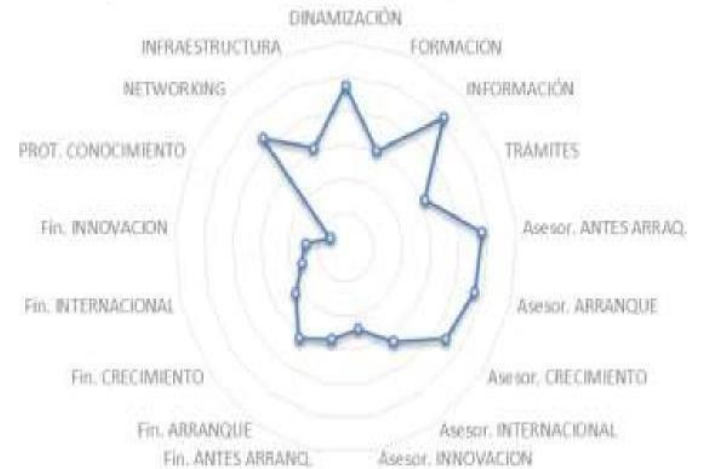 DINAMIZACIÓN
INFRAESTRUCTURA
FORMACIÓN
NETWORKING
INFORMACIÓN
PROT. CONOCIMIENTO
TRÁMITES
Fin. INNOVACION
Asesor. ANTES ARRAQ.
Fin. INTERNACIONAL
Asesor. ARRANQUE
Fin. CRECIMIENTO
Asesor. CRECIMIENTO
Fin. ARRANQUE
Asesor. INTERNACIONAL
Fin. ANTES ARRANQ.
Asesor. INNOVACION